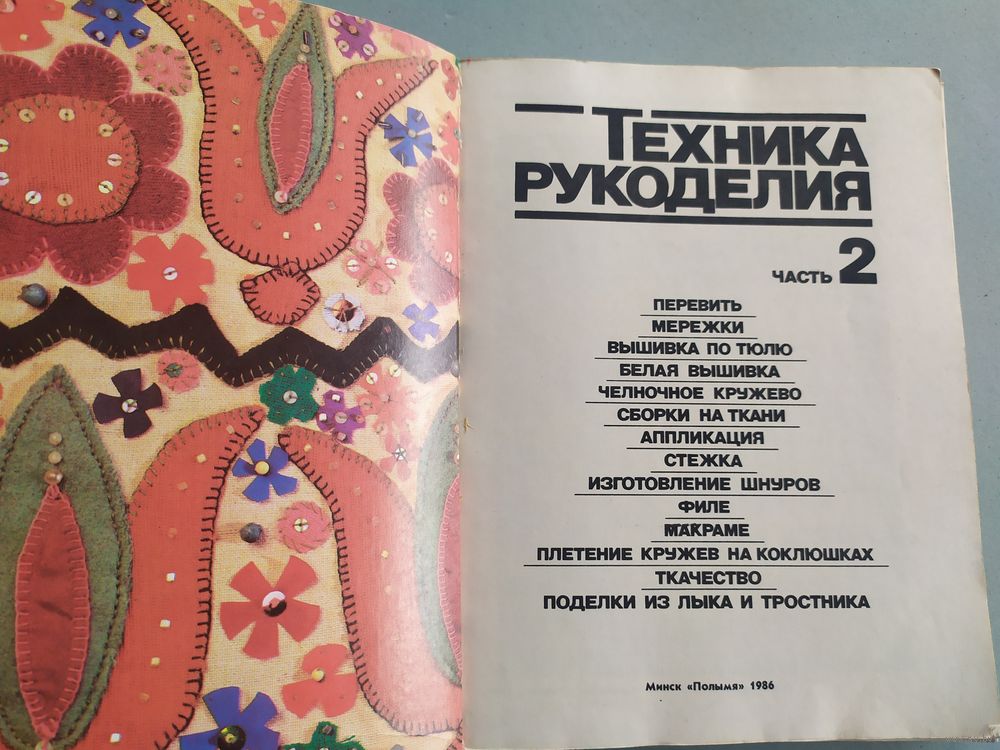 ТЕХНИКА
РУКОДЕЛИЯ
ЧАСТЬ 2
ПЕРЕВИТЬ
МЕРЕЖКИ
ВЫШИВКА ПО ТЮЛЮ
БЕЛАЯ ВЫШИВКА
ЧЕЛНОЧНОЕ КРУЖЕВО
СБОРКИ НА ТКАНИ
АППЛИКАЦИЯ
СТЕЖКА
ИЗГОТОВЛЕНИЕ ШНУРОВ
ФИЛЕ
МАКРАМЕ
ПЛЕТЕНИЕ КРУЖЕВ НА КОКЛЮШКАХ
ТКАЧЕСТВО
ПОДЕЛКИ ИЗ ЛЫКА И ТРОСТНИКА
Минск «Полымя» 1986